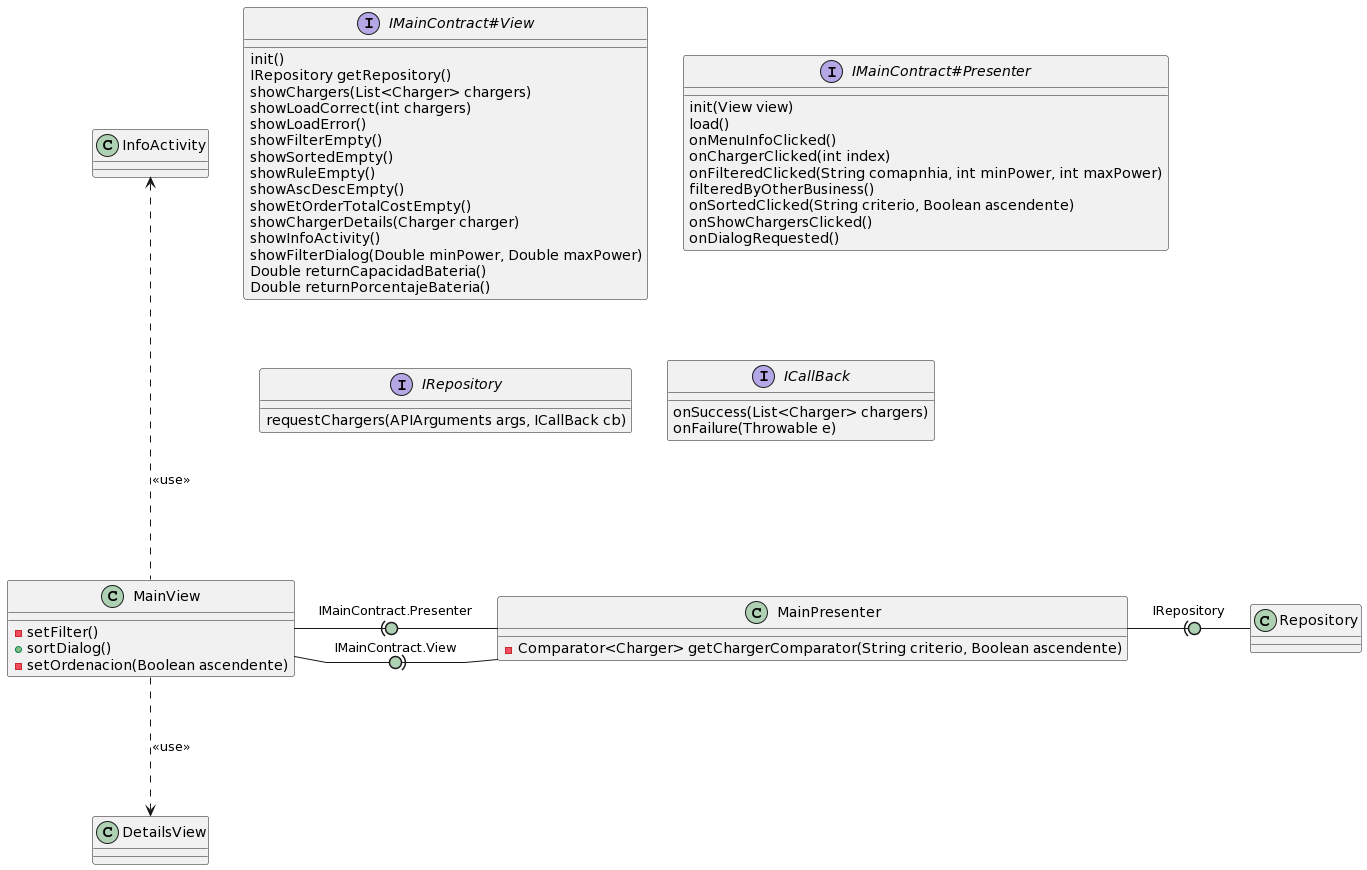 IMainContract#View
init()
IRepository getRepository()
showChargers(List<Charger> chargers)
showLoadCorrect(int chargers)
showLoadError()
showFilterEmpty()
showSortedEmpty()
showRuleEmpty()
showAscDescEmpty()
showEtOrderTotalCostEmpty()
showChargerDetails(Charger charger)
showInfoActivity()
showFilterDialog(Double minPower, Double maxPower)
Double returnCapacidadBateria()
Double returnPorcentajeBateria()
IMainContract#Presenter
init(View view)
load()
onMenuInfoClicked()
onChargerClicked(int index)
onFilteredClicked(String comapnhia, int minPower, int maxPower)
filteredByOtherBusiness()
onSortedClicked(String criterio, Boolean ascendente)
onShowChargersClicked()
onDialogRequested()
C InfoActivity
IRepository
requestChargers(APIArguments args, ICallBack cb)
ICallBack
onSuccess(List<Charger> chargers)
onFailure(Throwable e)
«use»
C MainView
setFilter()
sortDialog()
setOrdenacion(Boolean ascendente)
IMainContract.Presenter
IMainContract.View
C MainPresenter
Comparator<Charger> getChargerComparator(String criterio, Boolean ascendente)
IRepository
C Repository
«use»
C DetailsView